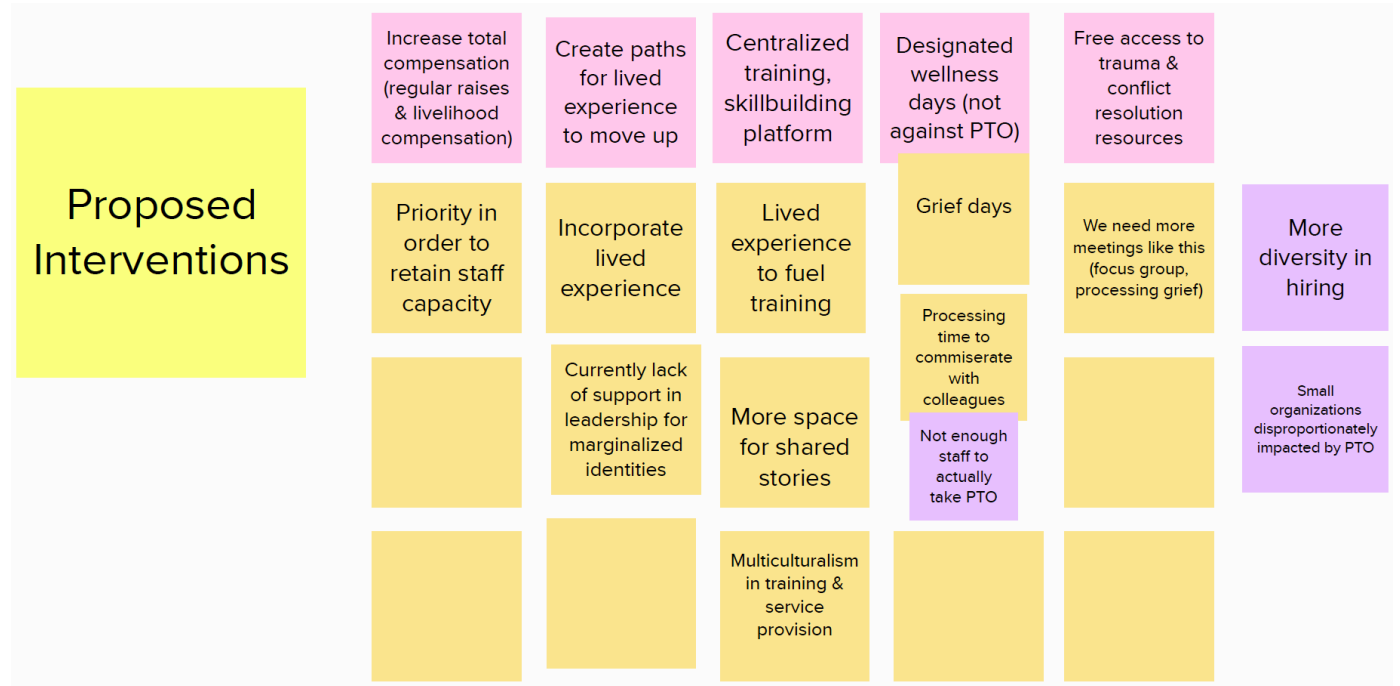 Proposed
Interventions
Increase total
compensation
(regular raises
& livelihood
compensation)
Create paths
for lived
experience
to move up
Centralized
training,
skillbuilding
platform
Designated
wellness
days (not
against PTO)
Free access to
trauma &
conflict
resolution
resources
Priority in
order to
retain staff
capacity
Incorporate
lived
experience
Lived
experience
to fuel
training
Grief days
We need more
meetings like this
(focus group,
processing grief)
More
diversity in
hiring
Currently lack
of support in
leadership for
marginalized
identities
More space
for shared
stories
Processing
time to
commiserate
with
colleagues
Not enough
staff to
actually
take PTO
Small
organizations
disproportionately
impacted by PTO
Multiculturalism
in training &
service
provision